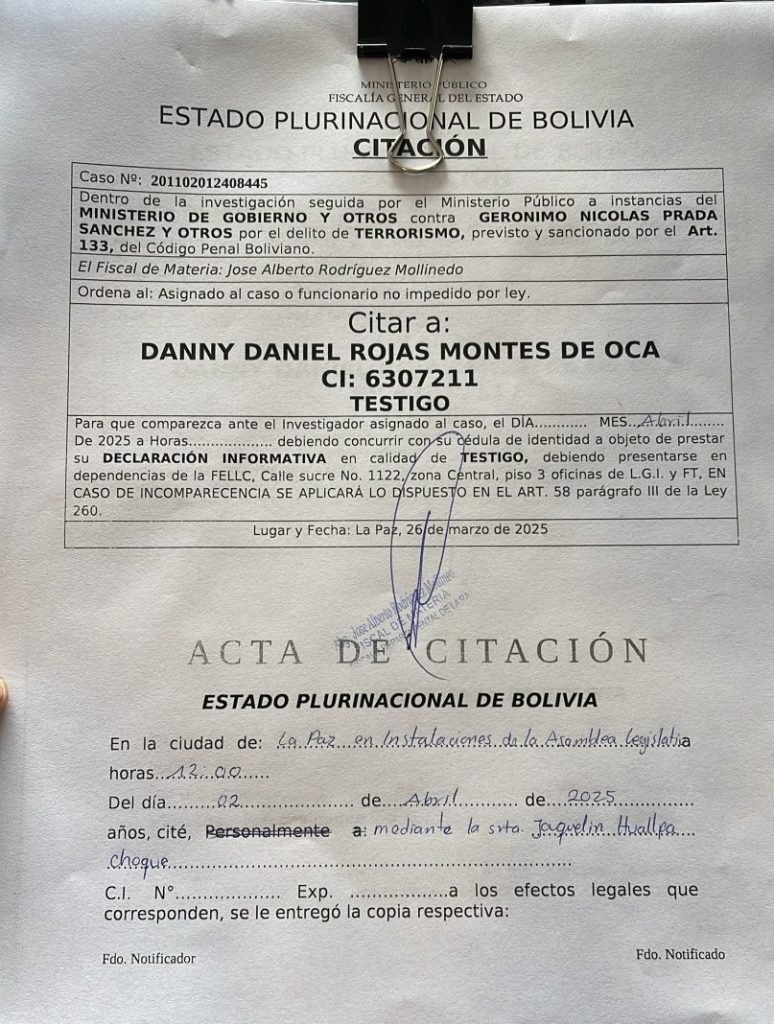 MINISTERIO PÚBLICO
FISCALÍA GENERAL DEL ESTADO
ESTADO PLURINACIONAL DE BOLIVIA
CITACIÓN
Caso Nº: 201102012408445
Dentro de la investigación seguida por el Ministerio Público a instancias del
MINISTERIO DE GOBIERNO Y OTROS contra GERONIMO NICOLAS PRADA
SANCHEZ Y OTROS por el delito de TERRORISMO, previsto y sancionado por el Art.
133, del Código Penal Boliviano.
El Fiscal de Materia: Jose Alberto Rodríguez Mollinedo
Ordena al: Asignado al caso o funcionario no impedido por ley.
Citar a:
DANNY DANIEL ROJAS MONTES DE OCA
CI: 6307211
TESTIGO
Para que comparezca ante el Investigador asignado al caso, el DÍA............ MES...Abril.......
De 2025 a Horas................... debiendo concurrir con su cédula de identidad a objeto de prestar
su DECLARACIÓN INFORMATIVA en calidad de TESTIGO, debiendo presentarse en
dependencias de la FELLC, Calle sucre No. 1122, zona Central, piso 3 oficinas de L.G.I. y FT, EN
CASO DE INCOMPARECENCIA SE APLICARÁ LO DISPUESTO EN EL ART. 58 parágrafo III de la Ley
260.
Lugar y Fecha: La Paz, 26 de marzo de 2025
Abg. Jose Alberto Rodríguez Mollinedo
FISCAL DE MATERIA
ACTA DE CITACIÓN
ESTADO PLURINACIONAL DE BOLIVIA
En la ciudad de: La Paz en Instalaciones de la Asamblea Legislativa
horas...12:00.....
Del día.........02..................... de....Abril........... de....2025..................
años, cité, Personalmente a: mediante la srta. Jaquelin Huallpa....
Choque......................................................................
C.I. N°................... Exp. .................a los efectos legales que
corresponden, se le entregó la copia respectiva:
Fdo. Notificador
Fdo. Notificado